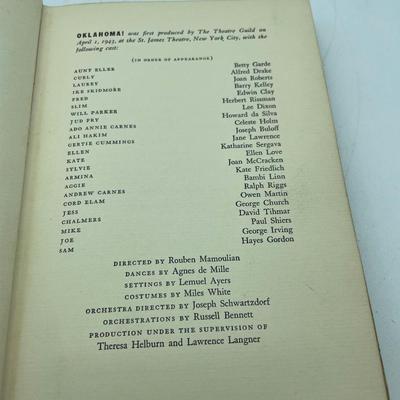 OKLAHOMA! was first produced by The Theatre Guild on
April 1, 1943, at the St. James Theatre, New York City, with the
following cast:
(IN ORDER OF APPEARANCE)
AUNT ELLER Betty Garde
CURLY Alfred Drake
LAUREY Joan Roberts
IKE SKIDMORE Barry Kelley
FRED Edwin Clay
SLIM Herbert Rissman
WILL PARKER Lee Dixon
JUD FRY Howard da Silva
ADO ANNIE CARNES Celeste Holm
ALI HAKIM Joseph Buloff
GERTIE CUMMINGS Jane Lawrence
ELLEN Katharine Sergava
KATE Ellen Love
SYLVIE Joan McCracken
ARMINA Kate Friedlich
AGGIE Bambi Linn
ANDREW CARNES Ralph Riggs
CORD ELAM Owen Martin
JESS George Church
CHALMERS David Tihmar
MIKE Paul Shiers
JOE George Irving
SAM Hayes Gordon
DIRECTED BY Rouben Mamoulian
DANCES BY Agnes de Mille
SETTINGS BY Lemuel Ayers
COSTUMES BY Miles White
ORCHESTRA DIRECTED BY Joseph Schwartzdorf
ORCHESTRATIONS BY Russell Bennett
PRODUCTION UNDER THE SUPERVISION OF
Theresa Helburn and Lawrence Langner